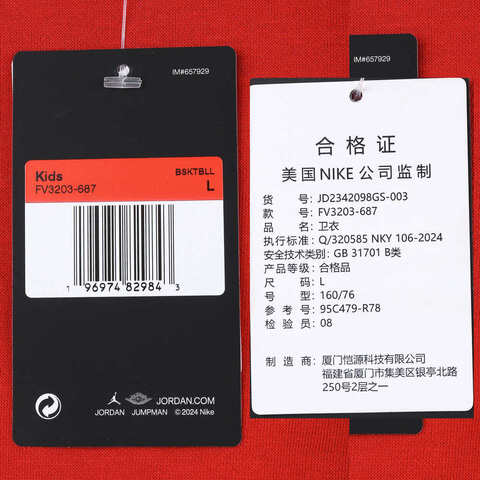 IM#657929
Kids
BSKTBLL
FV3203-687
L
1 96974 82984 3
JORDAN.COM
JORDAN JUMPMAN ©2024 Nike
IM#657929
合格证
美国NIKE公司监制
货 号: JD2342098GS-003
款 号: FV3203-687
名 称: 卫衣
执行标准: Q/320585 NKY 106-2024
安全技术类别: GB 31701 B类
产品等级: 合格品
尺 码: L
型 号: 160/76
参 考 号: 95C479-R78
检 验 员: 08
制 造 商: 厦门恺源科技有限公司
福建省厦门市集美区银亭北路
250号2层之一